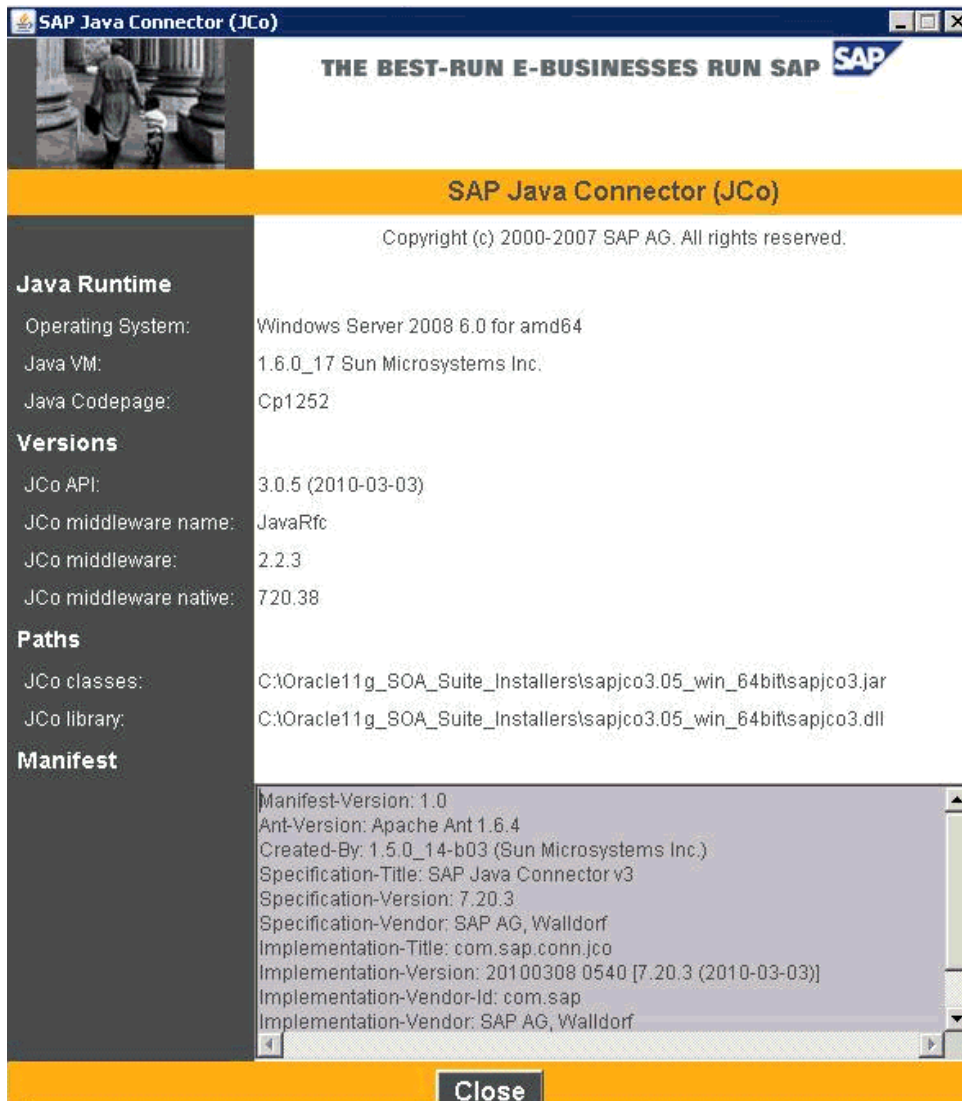 SAP Java Connector (JCo)
THE BEST-RUN E-BUSINESSES RUN SAP SAP
SAP Java Connector (JCo)
Copyright (c) 2000-2007 SAP AG. All rights reserved.
Java Runtime
Operating System: Windows Server 2008 6.0 for amd64
Java VM: 1.6.0_17 Sun Microsystems Inc.
Java Codepage: Cp1252
Versions
JCo API: 3.0.5 (2010-03-03)
JCo middleware name: JavaRfc
JCo middleware: 2.2.3
JCo middleware native: 720.38
Paths
JCo classes: C:\Oracle11g_SOA_Suite_Installers\sapjco3.05_win_64bit\sapjco3.jar
JCo library: C:\Oracle11g_SOA_Suite_Installers\sapjco3.05_win_64bit\sapjco3.dll
Manifest
Manifest-Version: 1.0
Ant-Version: Apache Ant 1.6.4
Created-By: 1.5.0_14-b03 (Sun Microsystems Inc.)
Specification-Title: SAP Java Connector v3
Specification-Version: 7.20.3
Specification-Vendor: SAP AG, Walldorf
Implementation-Title: com.sap.conn.jco
Implementation-Version: 20100308 0540 [7.20.3 (2010-03-03)]
Implementation-Vendor-Id: com.sap
Implementation-Vendor: SAP AG, Walldorf
Close